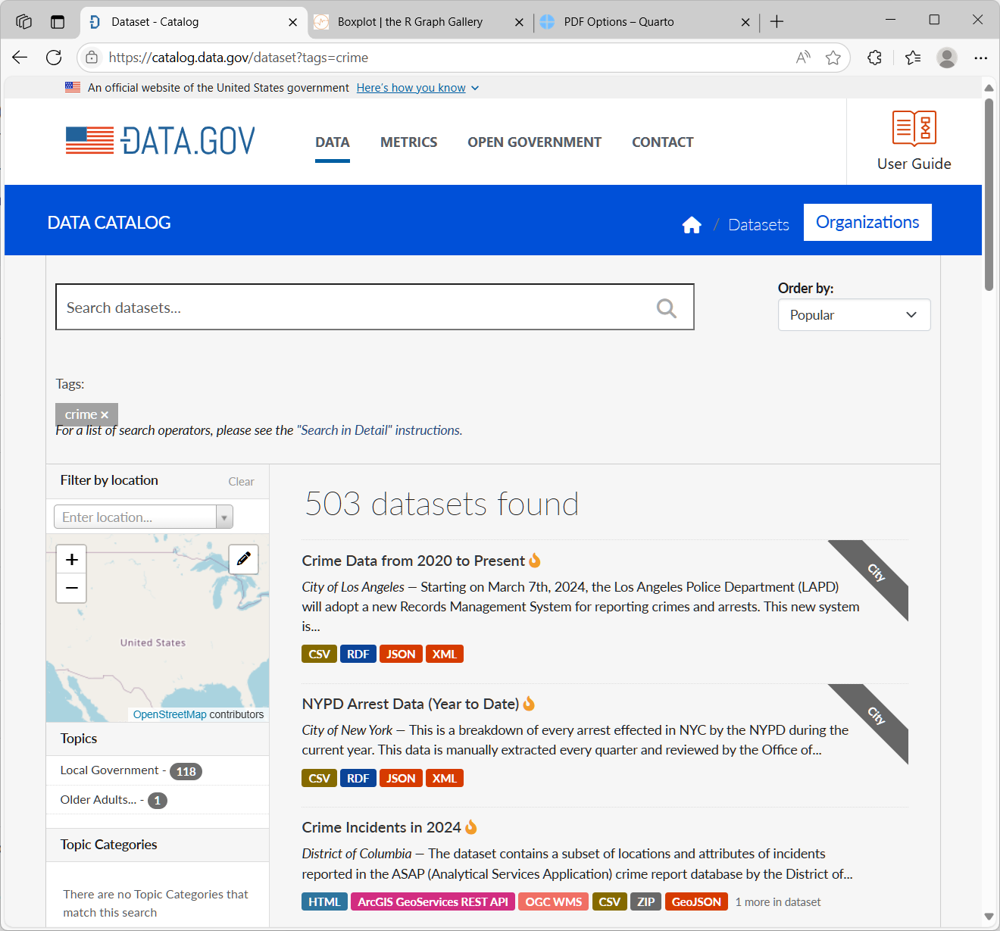 Dataset - Catalog
Boxplot | the R Graph Gallery
PDF Options – Quarto
https://catalog.data.gov/dataset?tags=crime
An official website of the United States government Here's how you know
DATA.GOV
DATA
METRICS
OPEN GOVERNMENT
CONTACT
User Guide
DATA CATALOG
/ Datasets
Organizations
Search datasets...
Order by:
Popular
Tags:
crime ×
For a list of search operators, please see the "Search in Detail" instructions.
Filter by location
Clear
Enter location...
+
−
United States
OpenStreetMap contributors
Topics
Local Government - 118
Older Adults... - 1
Topic Categories
There are no Topic Categories that
match this search
503 datasets found
Crime Data from 2020 to Present
City
City of Los Angeles — Starting on March 7th, 2024, the Los Angeles Police Department (LAPD)
will adopt a new Records Management System for reporting crimes and arrests. This new system
is...
CSV RDF JSON XML
NYPD Arrest Data (Year to Date)
City
City of New York — This is a breakdown of every arrest effected in NYC by the NYPD during the
current year. This data is manually extracted every quarter and reviewed by the Office of...
CSV RDF JSON XML
Crime Incidents in 2024
District of Columbia — The dataset contains a subset of locations and attributes of incidents
reported in the ASAP (Analytical Services Application) crime report database by the District of...
HTML ArcGIS GeoServices REST API OGC WMS CSV ZIP GeoJSON 1 more in dataset